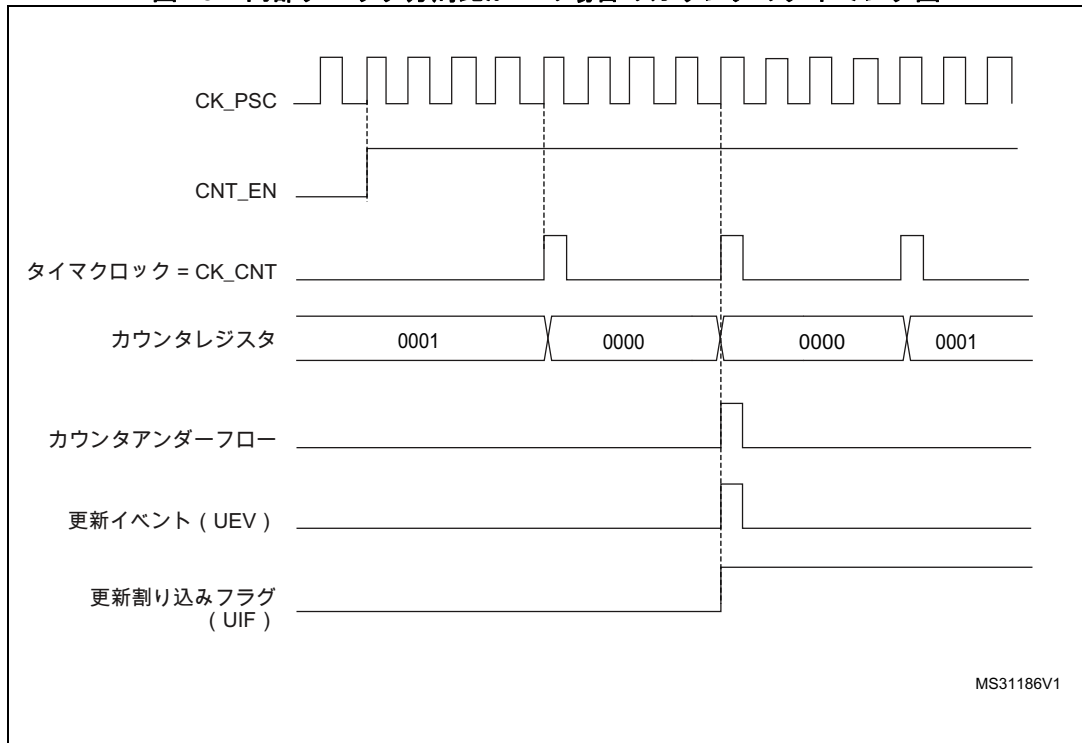 CK_PSC
CNT_EN
タイマクロック = CK_CNT
カウンタレジスタ
0001
0000
0000
0001
カウンタアンダーフロー
更新イベント ( UEV )
更新割り込みフラグ
( UIF )
MS31186V1